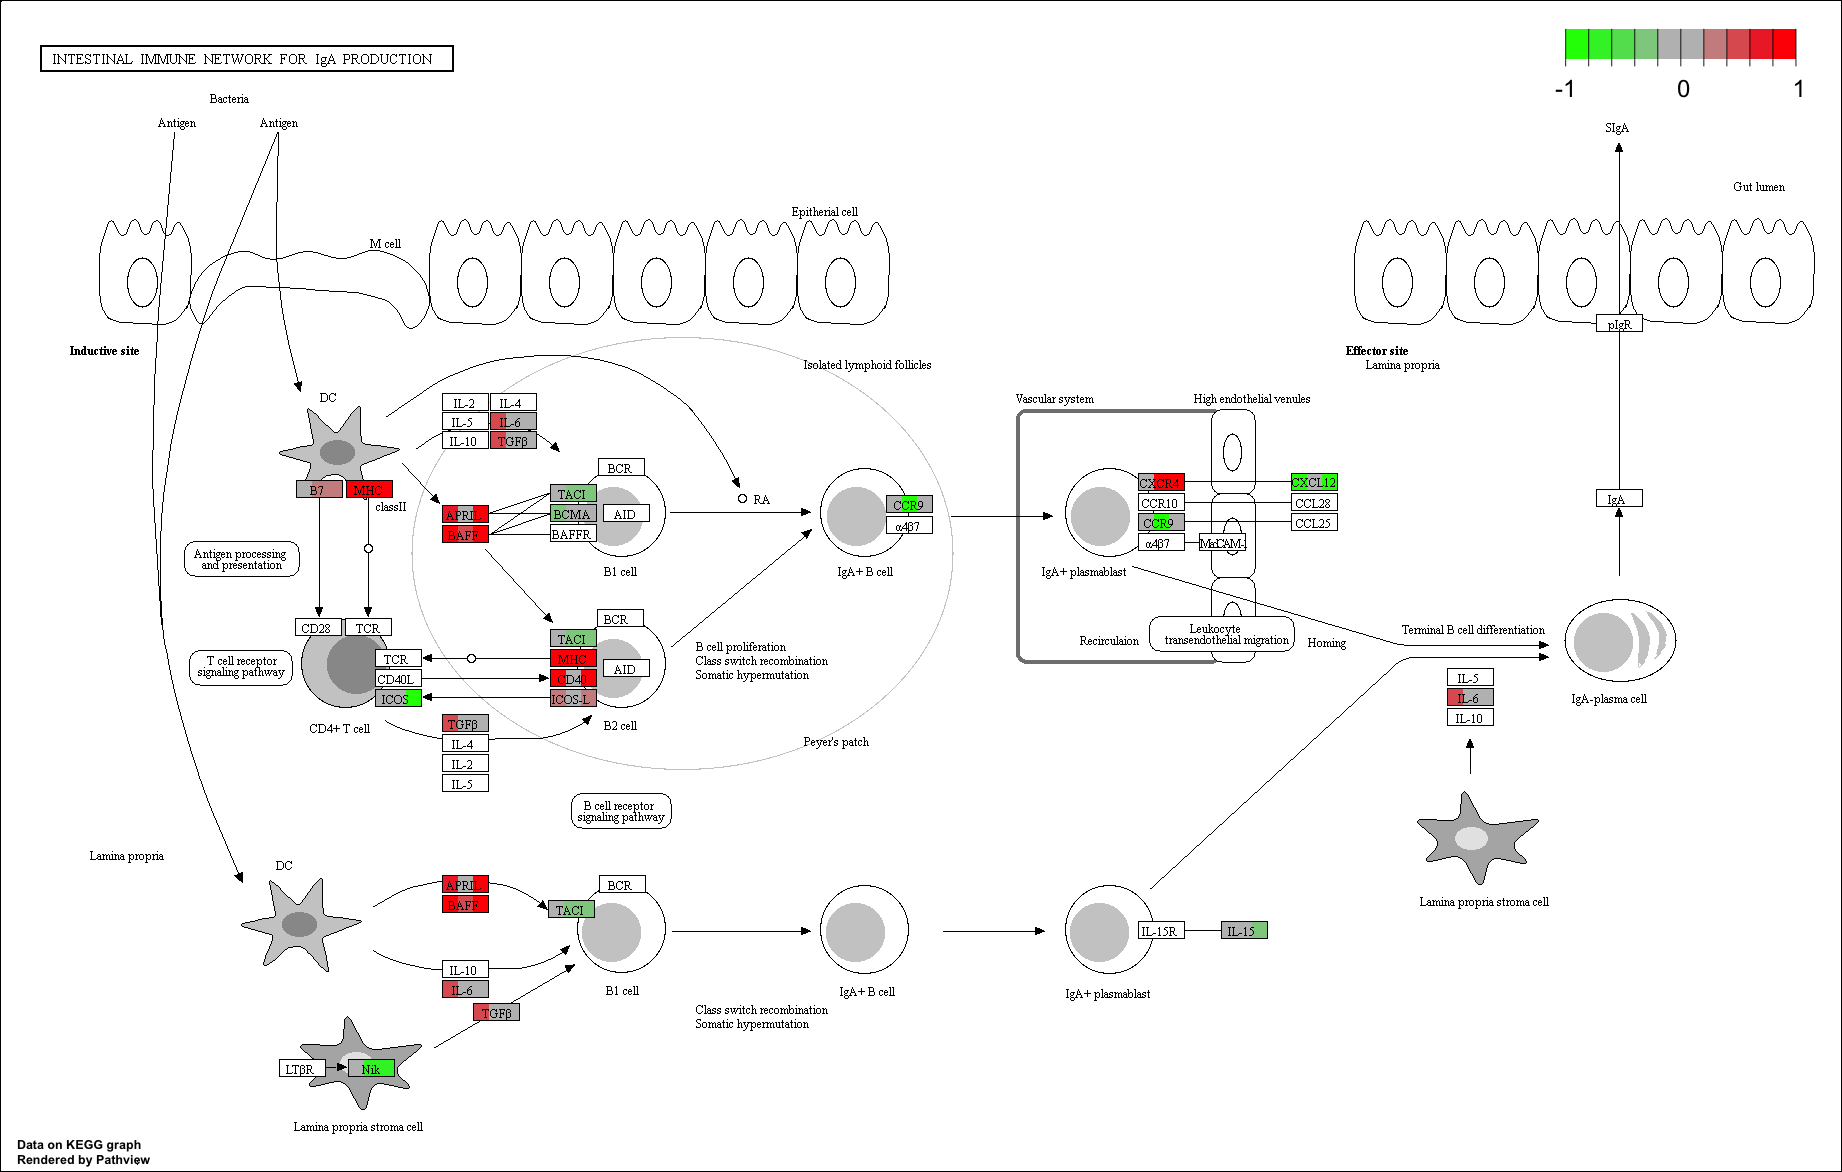 INTESTINAL IMMUNE NETWORK FOR IgA PRODUCTION
-1 0 1
Bacteria
Antigen Antigen
SIgA
Gut lumen
Epitherial cell
M cell
pIgR
Inductive site
Effector site
Lamina propria
Isolated lymphoid follicles
DC
IL-2 IL-4
IL-5 IL-6
IL-10 TGFβ
Vascular system
High endothelial venules
BCR
B7 MHC
classII
TACI
BCMA
BAFFR
AID
APRIL
BAFF
RA
CCR9
α4β7
IgA+ B cell
B1 cell
CXCR4 CXCL12
CCR10 CCL28
CCR9 CCL25
α4β7
IgA+ plasmablast
IgA
Antigen processing
and presentation
CD28 TCR
TCR
CD40L
ICOS
CD4+ T cell
T cell receptor
signaling pathway
BCR
TACI
MHC
CD40
ICOS-L
AID
B2 cell
B cell proliferation
Class switch recombination
Somatic hypermutation
Recirculaion
Leukocyte
transendothelial migration
Homing
Terminal B cell differentiation
IL-5
IL-6
IL-10
IgA-plasma cell
TGFβ
IL-4
IL-2
IL-5
Peyer's patch
B cell receptor
signaling pathway
Lamina propria
DC
APRIL
BAFF
BCR
TACI
IL-10
IL-6
TGFβ
B1 cell
IgA+ B cell
IL-15R IL-15
IgA+ plasmablast
Lamina propria stroma cell
Class switch recombination
Somatic hypermutation
LTβR Nik
Lamina propria stroma cell
Data on KEGG graph
Rendered by Pathview